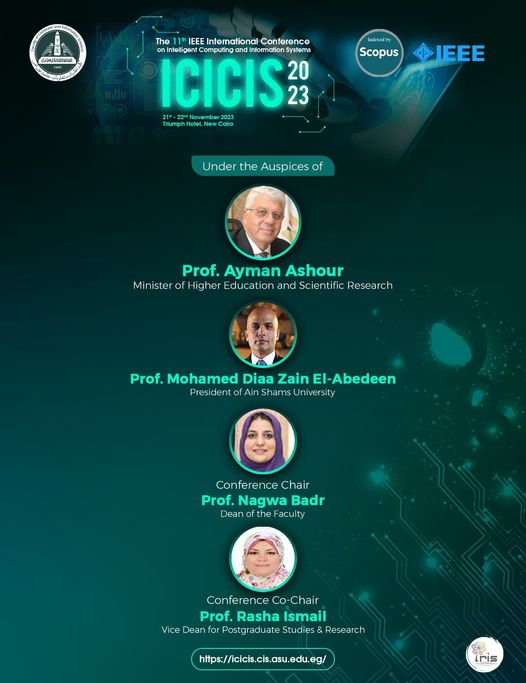 The 11th IEEE International Conference
on Intelligent Computing and Information Systems
ICICIS 20
23
21st - 22nd November 2023
Triumph Hotel, New Cairo
Indexed by
Scopus
IEEE
Under the Auspices of
Prof. Ayman Ashour
Minister of Higher Education and Scientific Research
Prof. Mohamed Diaa Zain El-Abedeen
President of Ain Shams University
Conference Chair
Prof. Nagwa Badr
Dean of the Faculty
Conference Co-Chair
Prof. Rasha Ismail
Vice Dean for Postgraduate Studies & Research
https://icicis.cis.asu.edu.eg/
iris